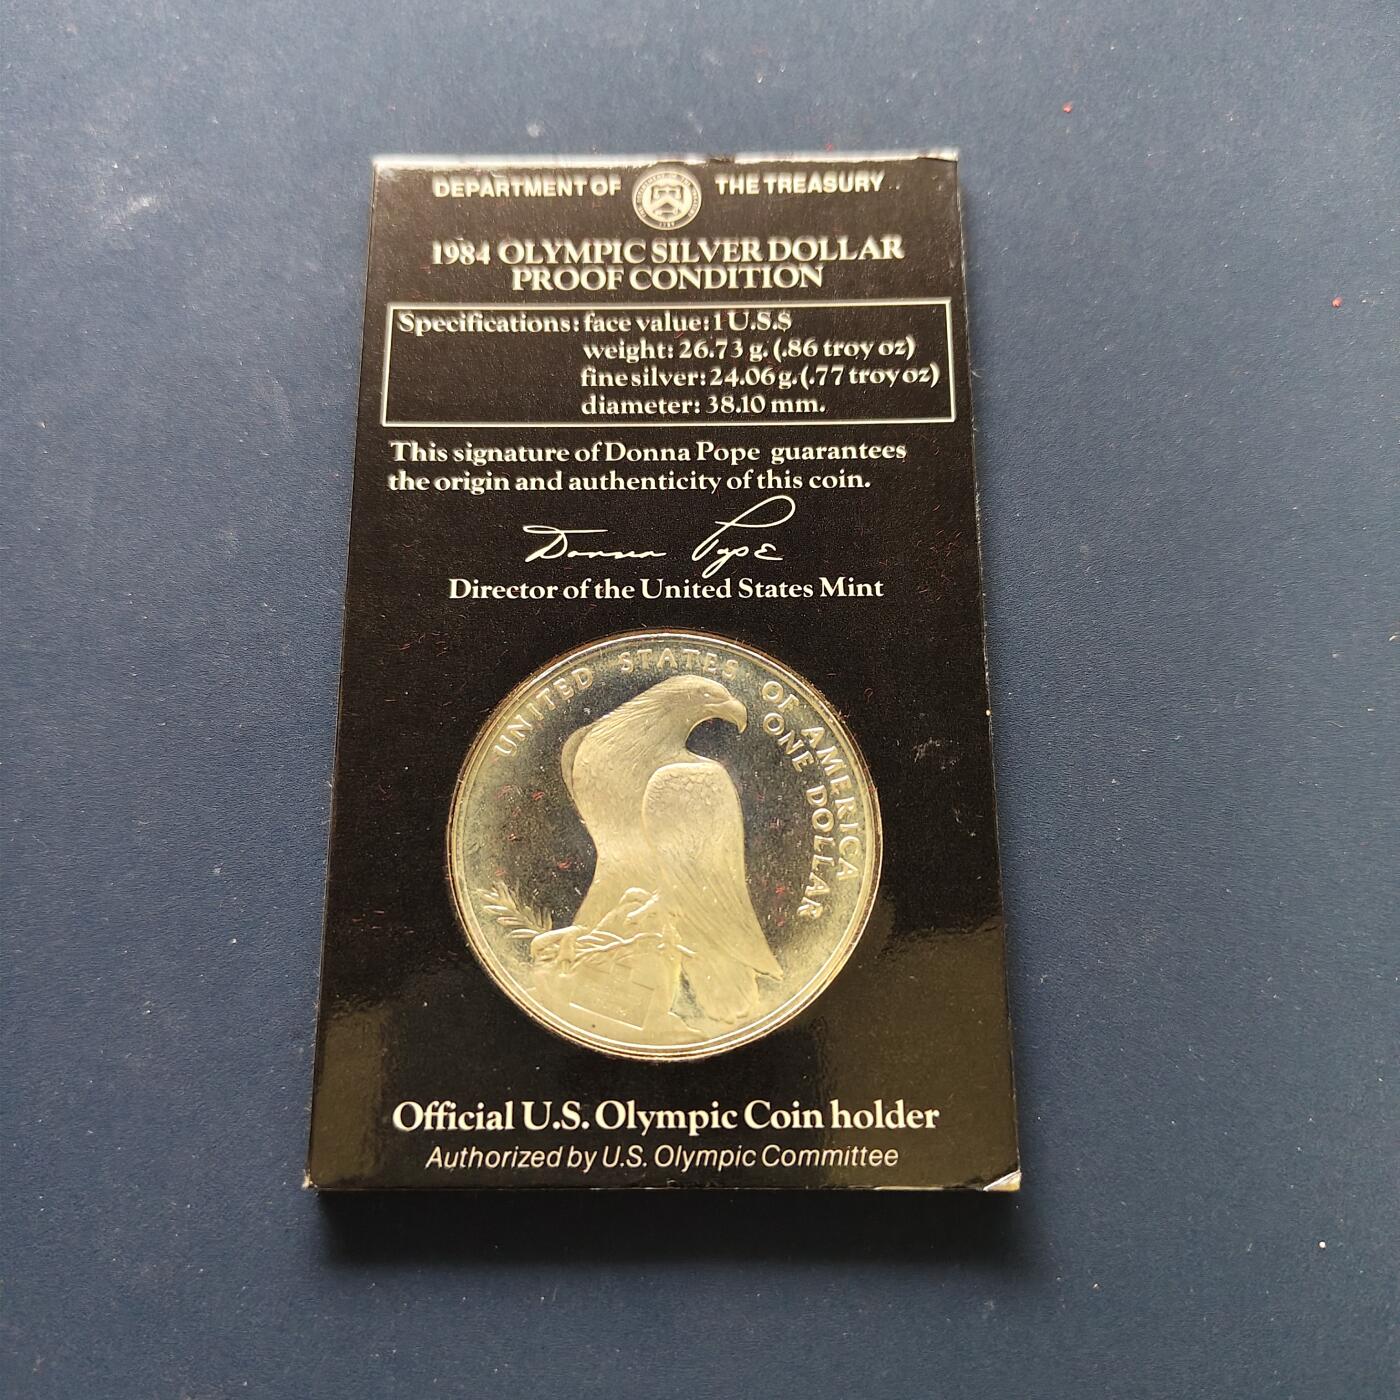 DEPARTMENT OF THE TREASURY
1984 OLYMPIC SILVER DOLLAR
PROOF CONDITION
Specifications: face value: 1 U.S.$
weight: 26.73 g. (.86 troy oz)
fine silver: 24.06 g. (.77 troy oz)
diameter: 38.10 mm.
This signature of Donna Pope guarantees
the origin and authenticity of this coin.
Donna Pope
Director of the United States Mint
UNITED STATES OF AMERICA
ONE DOLLAR
Official U.S. Olympic Coin holder
Authorized by U.S. Olympic Committee